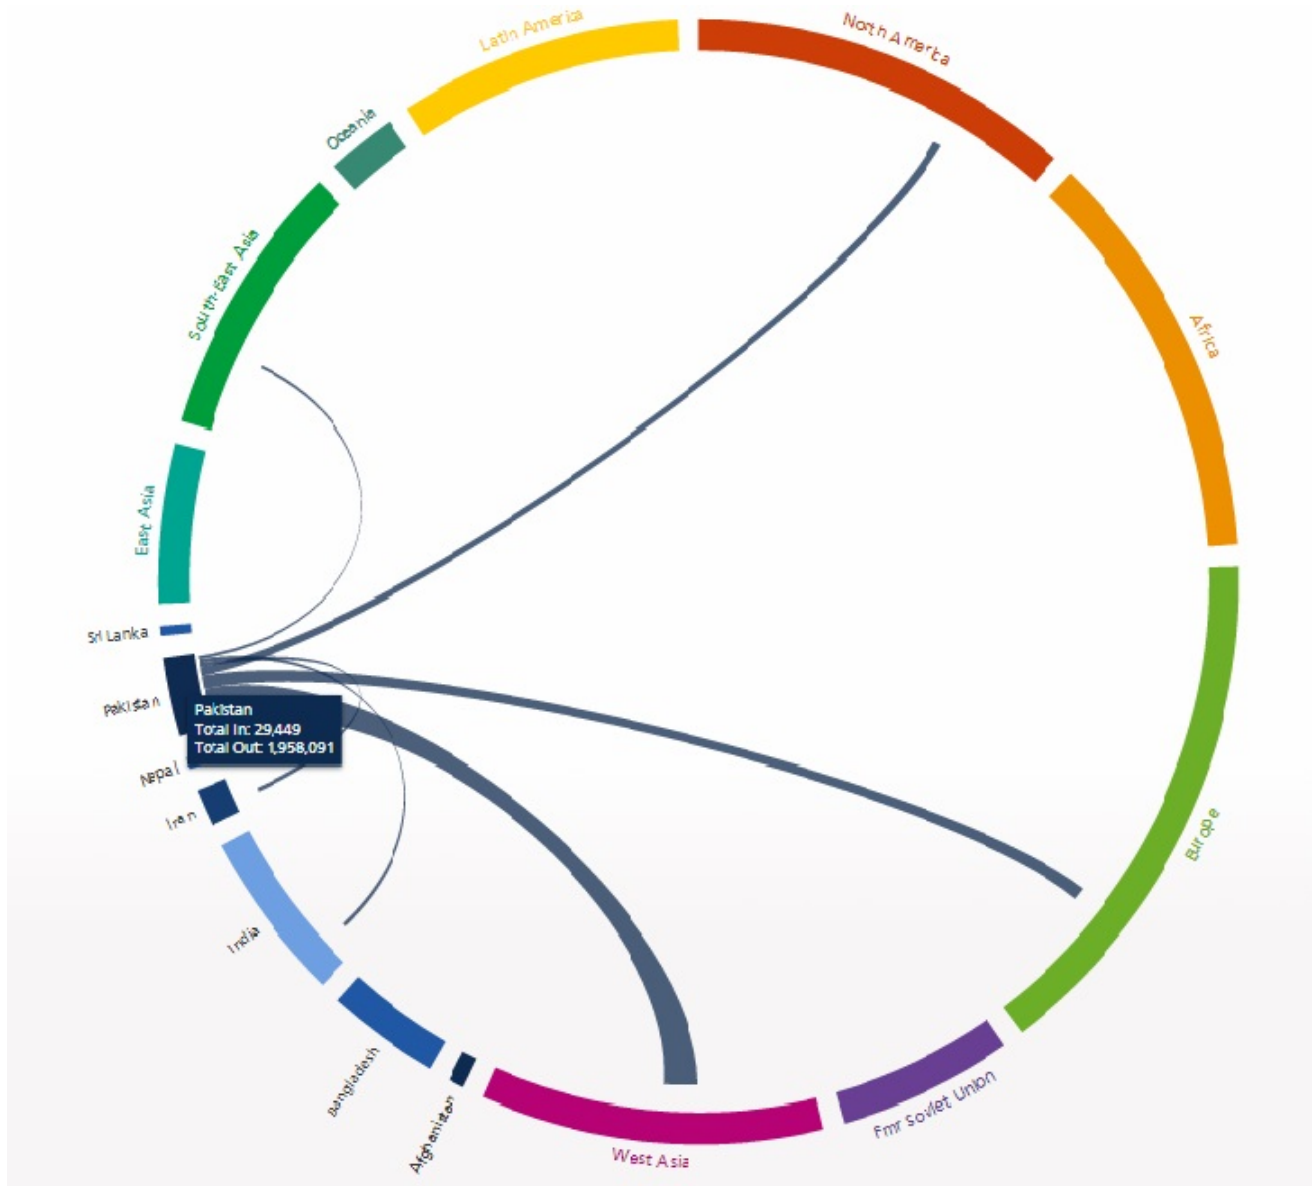 Latin America
North America
Oceania
South-East Asia
Africa
East Asia
Sri Lanka
Pakistan
Pakistan
Total In: 29,449
Total Out: 1,958,091
Nepal
Iran
Europe
India
Bangladesh
Afghanistan
Fmr Soviet Union
West Asia